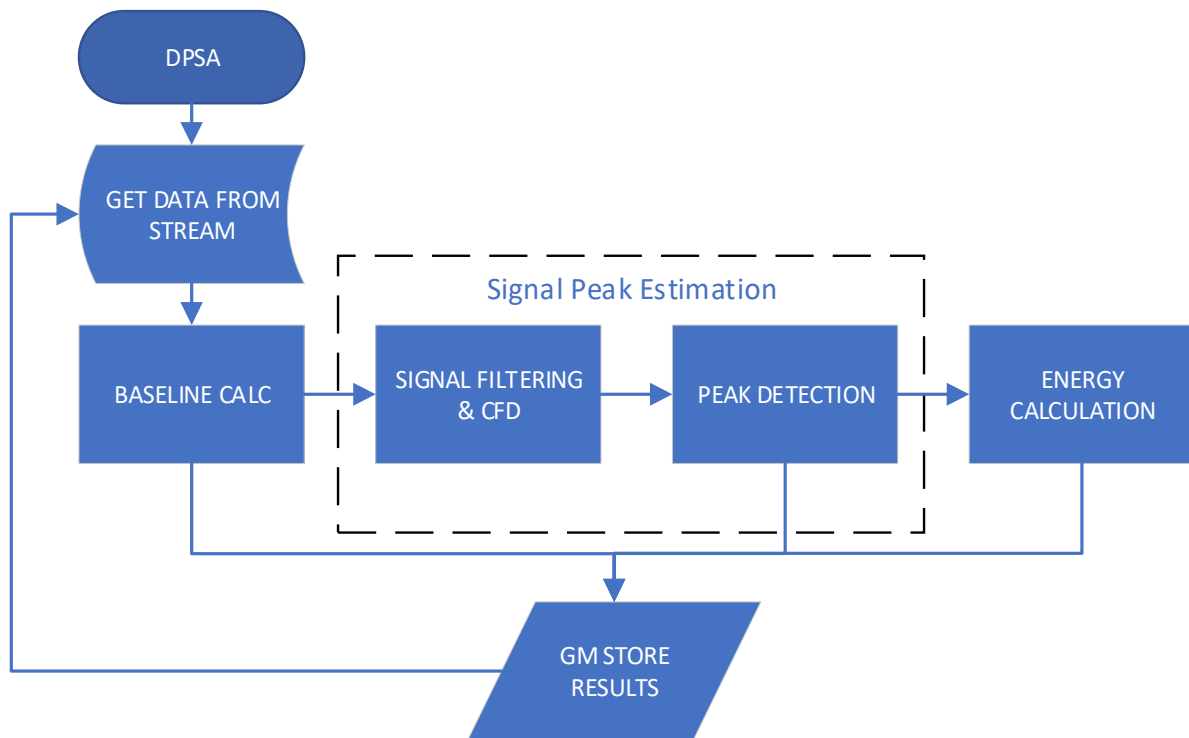 DPSA
GET DATA FROM
STREAM
Signal Peak Estimation
BASELINE CALC
SIGNAL FILTERING
& CFD
PEAK DETECTION
ENERGY
CALCULATION
GM STORE
RESULTS